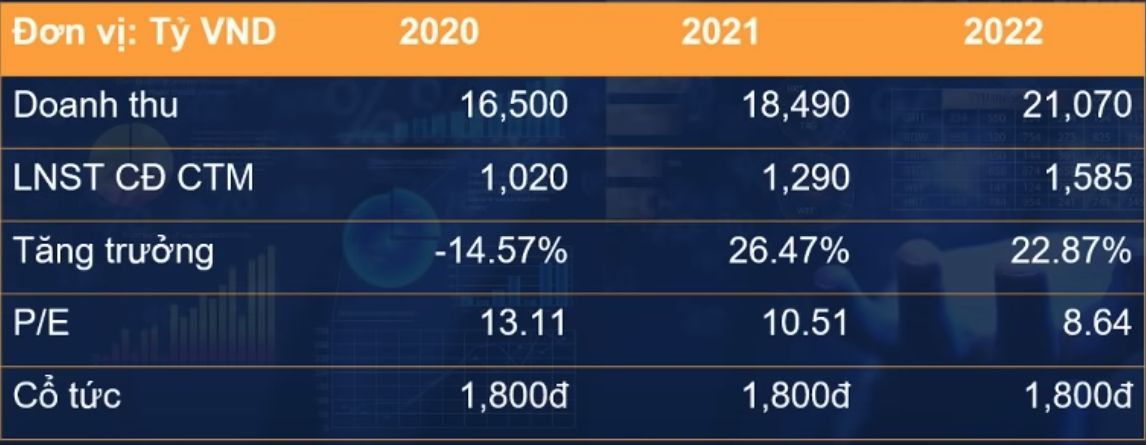 Đơn vị: Tỷ VND 2020 2021 2022
Doanh thu 16,500 18,490 21,070
LNST CĐ CTM 1,020 1,290 1,585
Tăng trưởng -14.57% 26.47% 22.87%
P/E 13.11 10.51 8.64
Cổ tức 1,800đ 1,800đ 1,800đ